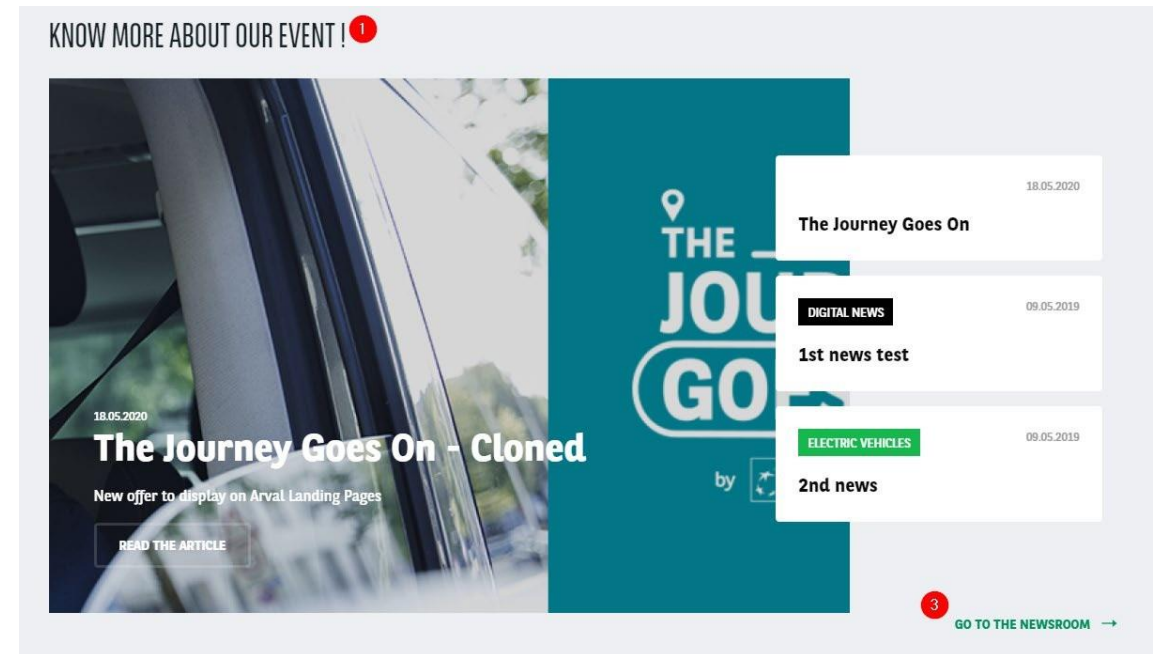 KNOW MORE ABOUT OUR EVENT !
1
THE
JOU
GO
by
18.05.2020
The Journey Goes On - Cloned
New offer to display on Arval Landing Pages
READ THE ARTICLE
18.05.2020
The Journey Goes On
DIGITAL NEWS
09.05.2019
1st news test
ELECTRIC VEHICLES
09.05.2019
2nd news
3
GO TO THE NEWSROOM →